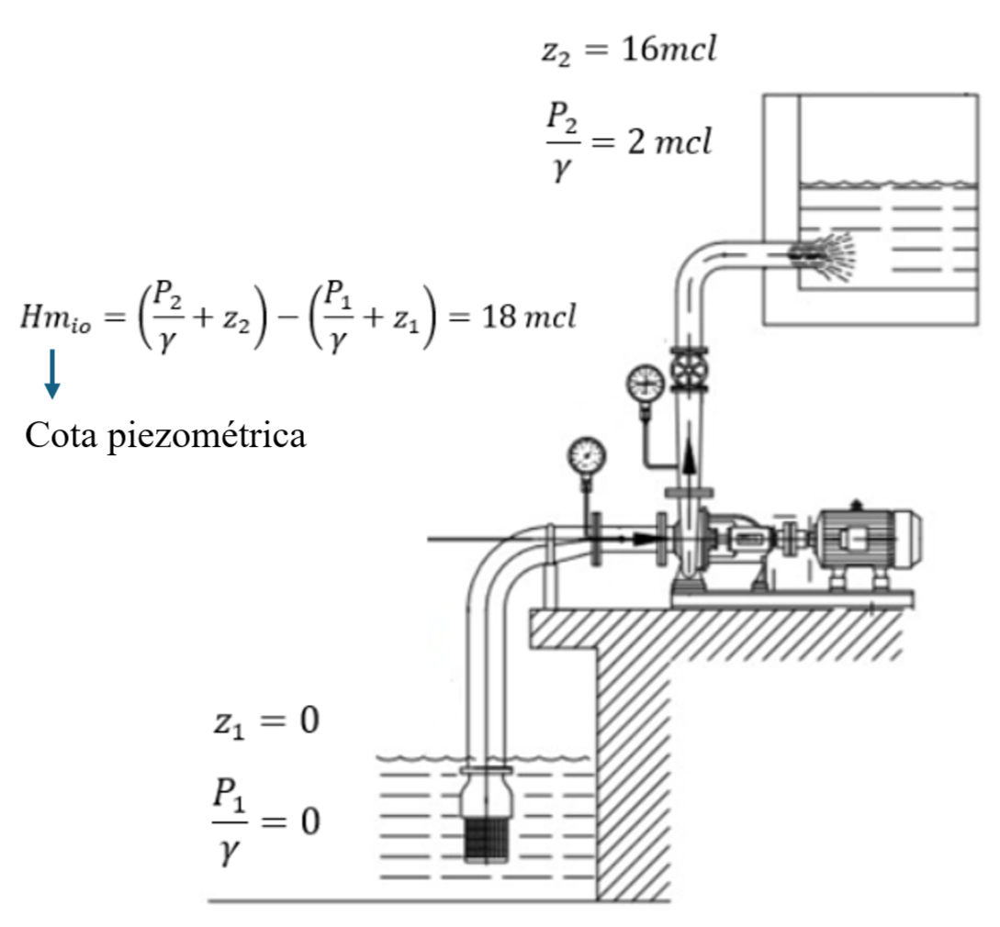 z₂ = 16mcl
P₂/γ = 2 mcl
Hm_io = (P₂/γ + z₂) − (P₁/γ + z₁) = 18 mcl
Cota piezométrica
z₁ = 0
P₁/γ = 0